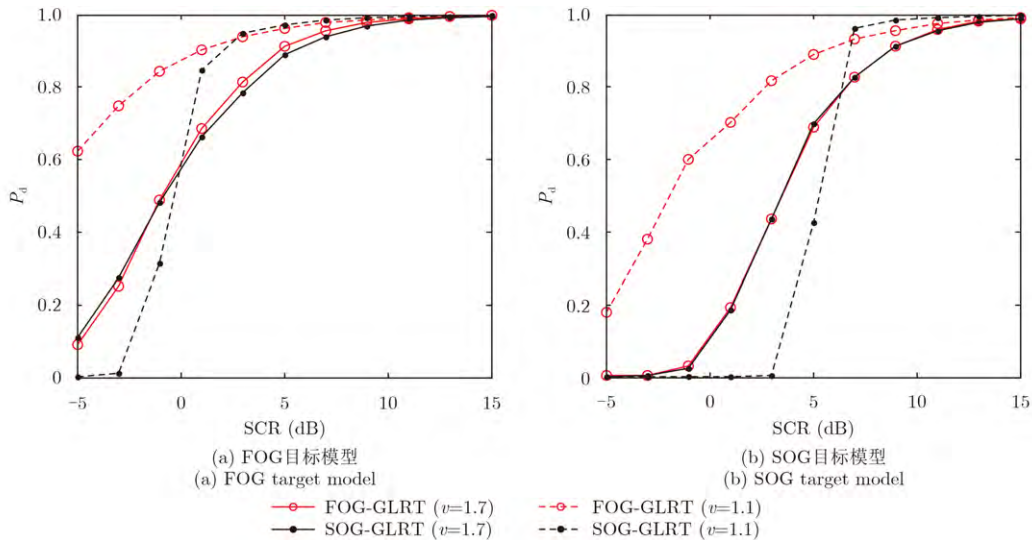 1.0
0.8
0.6
0.4
0.2
0
P_d
−5
0
5
10
15
SCR (dB)
(a) FOG目标模型
(a) FOG target model
1.0
0.8
0.6
0.4
0.2
0
P_d
−5
0
5
10
15
SCR (dB)
(b) SOG目标模型
(b) SOG target model
FOG-GLRT (v=1.7)
FOG-GLRT (v=1.1)
SOG-GLRT (v=1.7)
SOG-GLRT (v=1.1)